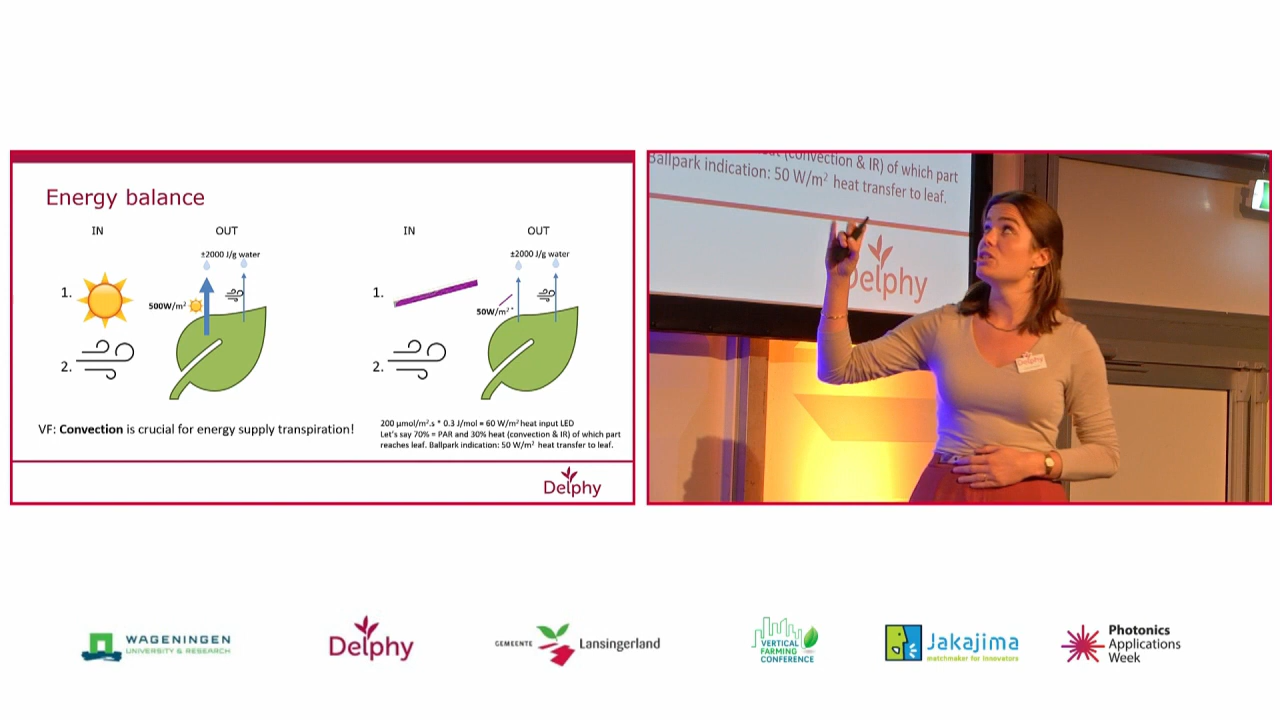 Energy balance
IN
OUT
±2000 J/g water
1.
500W/m²
2.
IN
OUT
±2000 J/g water
1.
50W/m² *
2.
VF: Convection is crucial for energy supply transpiration!
200 µmol/m².s * 0.3 J/mol = 60 W/m² heat input LED
Let's say 70% = PAR and 30% heat (convection & IR) of which part
reaches leaf. Ballpark indication: 50 W/m² heat transfer to leaf.
Delphy
(convection & IR) of which part
Ballpark indication: 50 W/m² heat transfer to leaf.
Delphy
Delphy
WAGENINGEN
UNIVERSITY & RESEARCH
Delphy
GEMEENTE Lansingerland
VERTICAL
FARMING
CONFERENCE
Jakajima
matchmaker for innovators
Photonics
Applications
Week